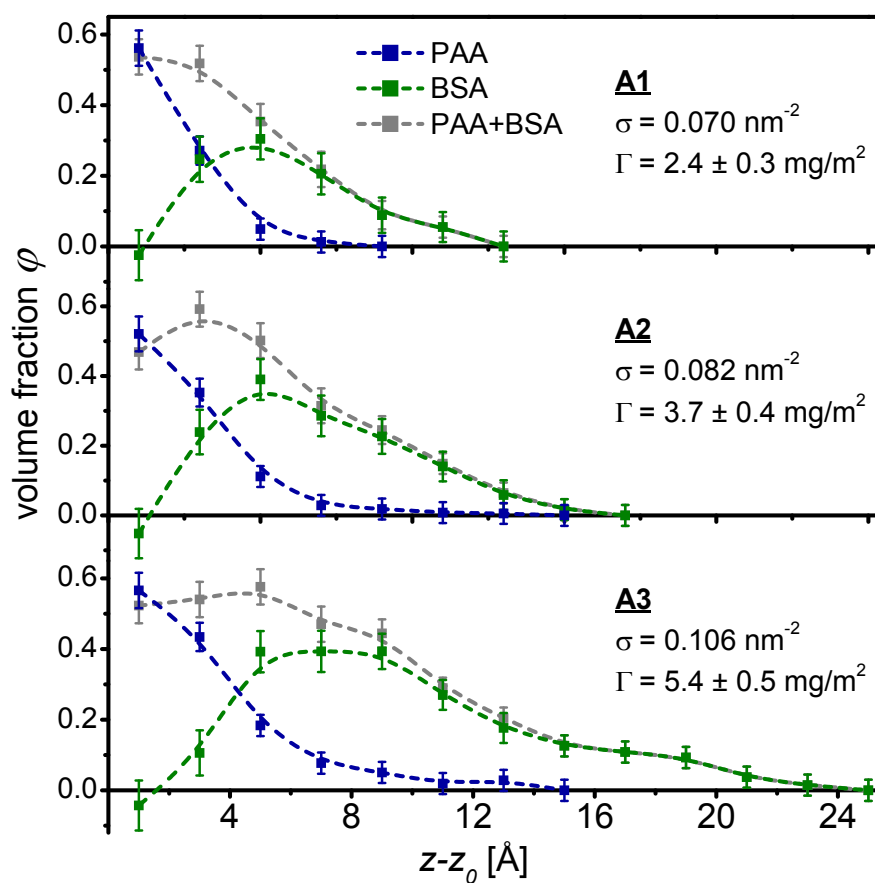 PAA
BSA
PAA+BSA
A1
σ = 0.070 nm⁻²
Γ = 2.4 ± 0.3 mg/m²
0.6
0.4
0.2
0.0
A2
σ = 0.082 nm⁻²
Γ = 3.7 ± 0.4 mg/m²
0.6
0.4
0.2
0.0
volume fraction φ
A3
σ = 0.106 nm⁻²
Γ = 5.4 ± 0.5 mg/m²
0.6
0.4
0.2
0.0
4 8 12 16 20 24
z-z₀ [Å]